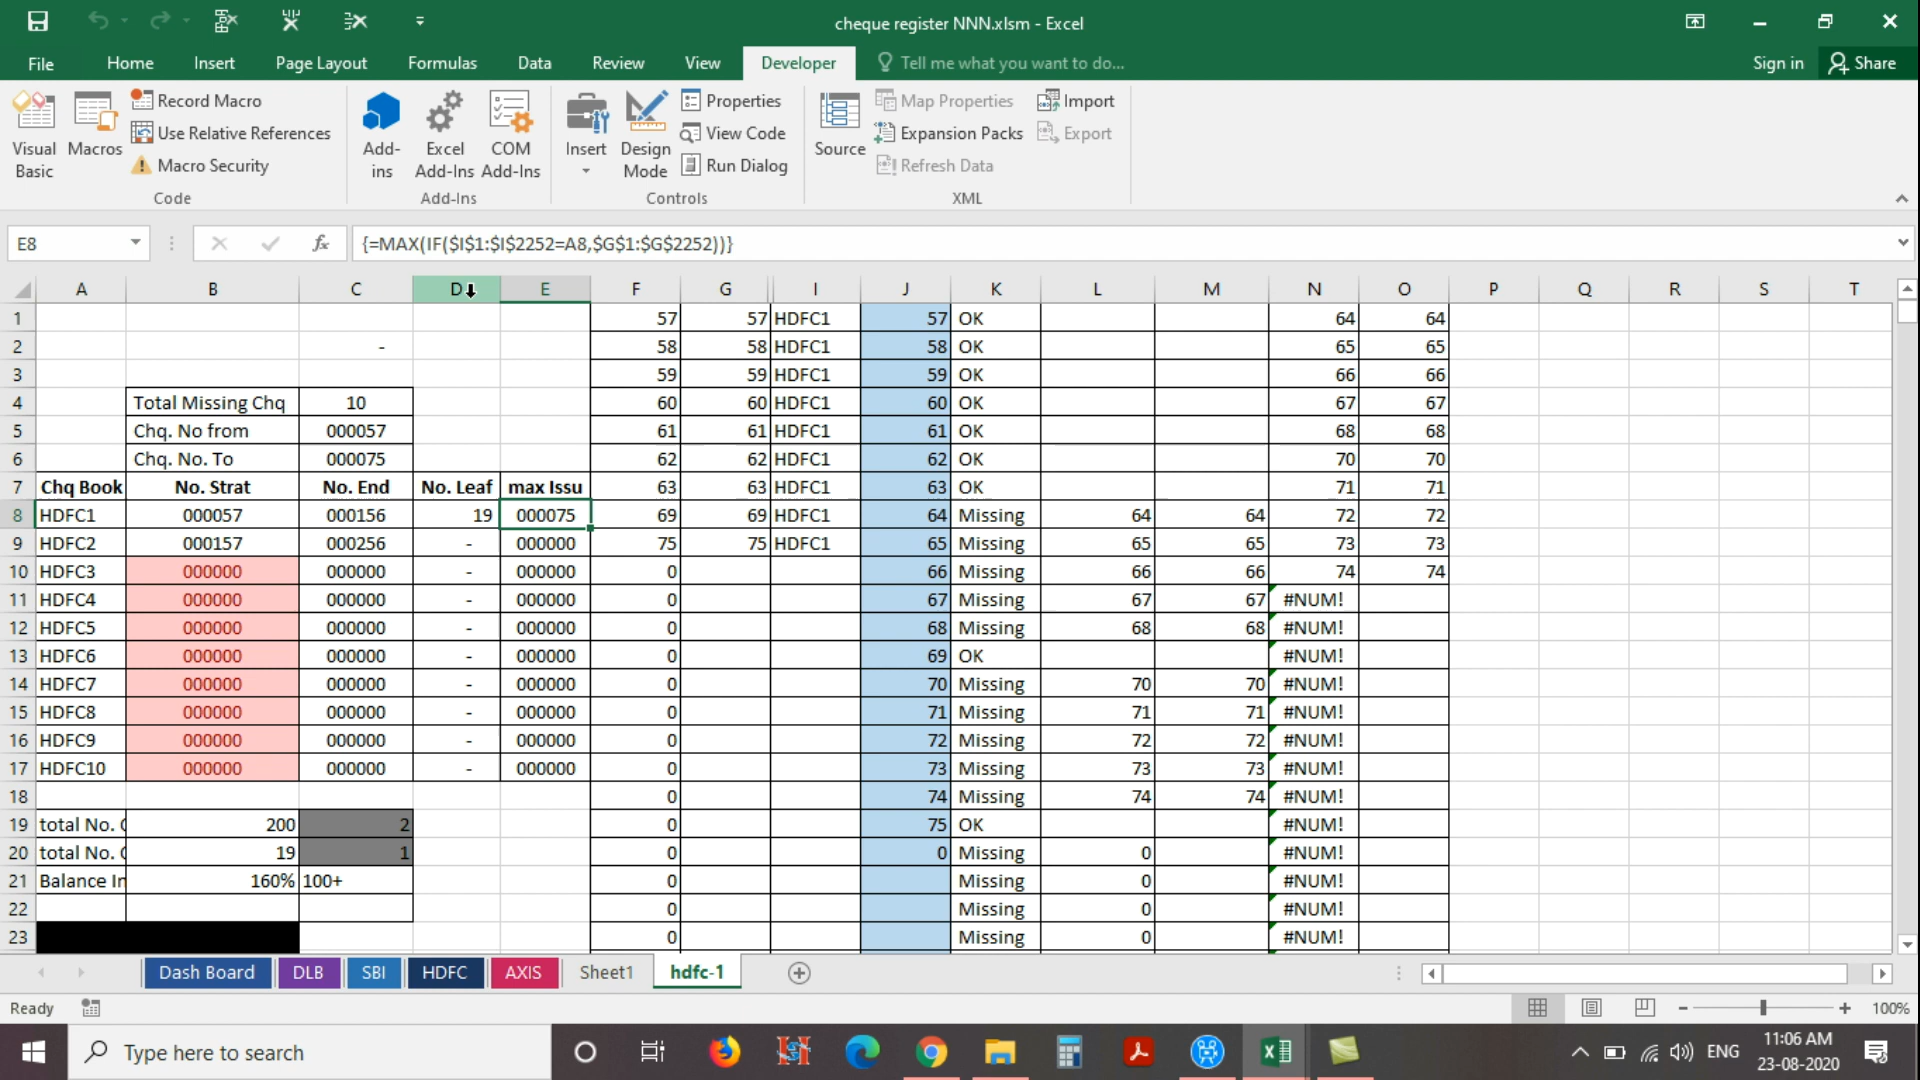 cheque register NNN.xlsm - Excel
File Home Insert Page Layout Formulas Data Review View Developer Tell me what you want to do... Sign in Share
Visual Basic
Macros
Record Macro
Use Relative References
Macro Security
Code
Add-ins
Excel Add-Ins
COM Add-Ins
Add-Ins
Insert
Design Mode
Properties
View Code
Run Dialog
Controls
Source
Map Properties
Expansion Packs
Refresh Data
Import
Export
XML
E8 fx {=MAX(IF($I$1:$I$2252=A8,$G$1:$G$2252))}
A B C D E F G I J K L M N O P Q R S T
1 57 57 HDFC1 57 OK 64 64
2 - 58 58 HDFC1 58 OK 65 65
3 59 59 HDFC1 59 OK 66 66
4 Total Missing Chq 10 60 60 HDFC1 60 OK 67 67
5 Chq. No from 000057 61 61 HDFC1 61 OK 68 68
6 Chq. No. To 000075 62 62 HDFC1 62 OK 70 70
7 Chq Book No. Strat No. End No. Leaf max Issu 63 63 HDFC1 63 OK 71 71
8 HDFC1 000057 000156 19 000075 69 69 HDFC1 64 Missing 64 64 72 72
9 HDFC2 000157 000256 - 000000 75 75 HDFC1 65 Missing 65 65 73 73
10 HDFC3 000000 000000 - 000000 0 66 Missing 66 66 74 74
11 HDFC4 000000 000000 - 000000 0 67 Missing 67 67 #NUM!
12 HDFC5 000000 000000 - 000000 0 68 Missing 68 68 #NUM!
13 HDFC6 000000 000000 - 000000 0 69 OK #NUM!
14 HDFC7 000000 000000 - 000000 0 70 Missing 70 70 #NUM!
15 HDFC8 000000 000000 - 000000 0 71 Missing 71 71 #NUM!
16 HDFC9 000000 000000 - 000000 0 72 Missing 72 72 #NUM!
17 HDFC10 000000 000000 - 000000 0 73 Missing 73 73 #NUM!
18 0 74 Missing 74 74 #NUM!
19 total No. 200 2 0 75 OK #NUM!
20 total No. 19 1 0 0 Missing 0 #NUM!
21 Balance In 160% 100+ 0 Missing 0 #NUM!
22 0 Missing 0 #NUM!
23 0 Missing 0 #NUM!
Dash Board DLB SBI HDFC AXIS Sheet1 hdfc-1
Ready 100%
Type here to search ENG 11:06 AM
23-08-2020